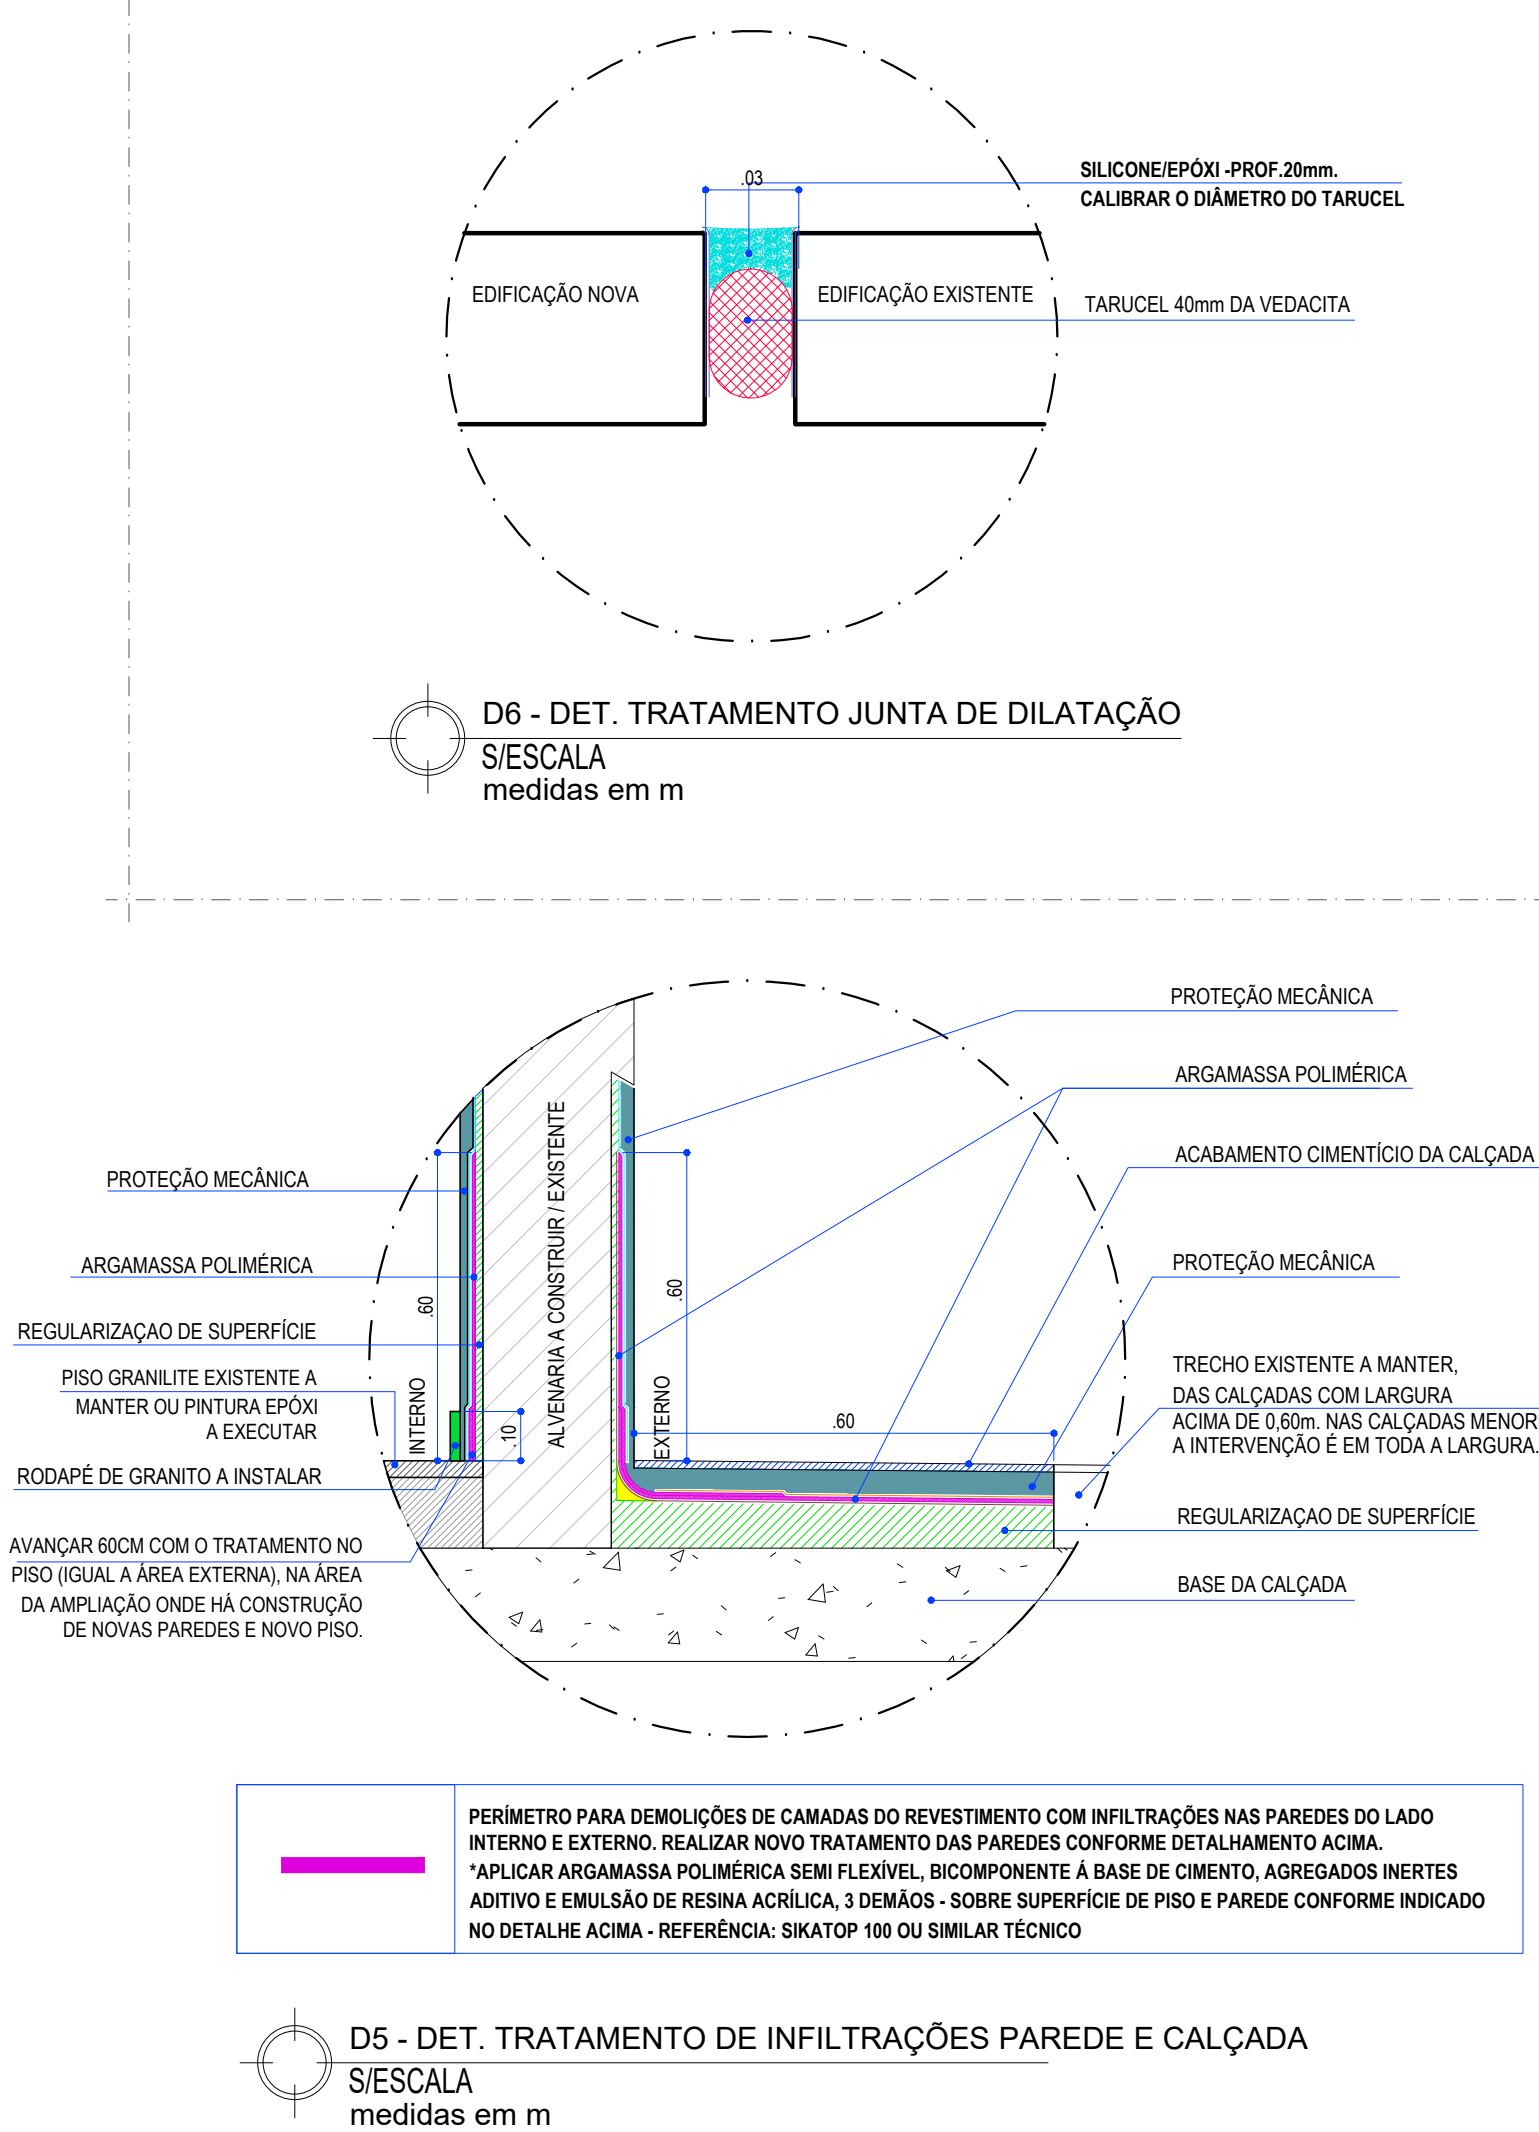 .03
SILICONE/EPÓXI -PROF.20mm.
CALIBRAR O DIÂMETRO DO TARUCEL
EDIFICAÇÃO NOVA
EDIFICAÇÃO EXISTENTE
TARUCEL 40mm DA VEDACITA
D6 - DET. TRATAMENTO JUNTA DE DILATAÇÃO
S/ESCALA
medidas em m
PROTEÇÃO MECÂNICA
ARGAMASSA POLIMÉRICA
ACABAMENTO CIMENTÍCIO DA CALÇADA
PROTEÇÃO MECÂNICA
TRECHO EXISTENTE A MANTER,
DAS CALÇADAS COM LARGURA
ACIMA DE 0,60m. NAS CALÇADAS MENOR
A INTERVENÇÃO É EM TODA A LARGURA.
REGULARIZAÇAO DE SUPERFÍCIE
BASE DA CALÇADA
PROTEÇÃO MECÂNICA
ARGAMASSA POLIMÉRICA
REGULARIZAÇAO DE SUPERFÍCIE
PISO GRANILITE EXISTENTE A
MANTER OU PINTURA EPÓXI
A EXECUTAR
RODAPÉ DE GRANITO A INSTALAR
AVANÇAR 60CM COM O TRATAMENTO NO
PISO (IGUAL A ÁREA EXTERNA), NA ÁREA
DA AMPLIAÇÃO ONDE HÁ CONSTRUÇÃO
DE NOVAS PAREDES E NOVO PISO.
.60
INTERNO
.10
ALVENARIA A CONSTRUIR / EXISTENTE
EXTERNO
.60
.60
PERÍMETRO PARA DEMOLIÇÕES DE CAMADAS DO REVESTIMENTO COM INFILTRAÇÕES NAS PAREDES DO LADO
INTERNO E EXTERNO. REALIZAR NOVO TRATAMENTO DAS PAREDES CONFORME DETALHAMENTO ACIMA.
*APLICAR ARGAMASSA POLIMÉRICA SEMI FLEXÍVEL, BICOMPONENTE Á BASE DE CIMENTO, AGREGADOS INERTES
ADITIVO E EMULSÃO DE RESINA ACRÍLICA, 3 DEMÃOS - SOBRE SUPERFÍCIE DE PISO E PAREDE CONFORME INDICADO
NO DETALHE ACIMA - REFERÊNCIA: SIKATOP 100 OU SIMILAR TÉCNICO
D5 - DET. TRATAMENTO DE INFILTRAÇÕES PAREDE E CALÇADA
S/ESCALA
medidas em m